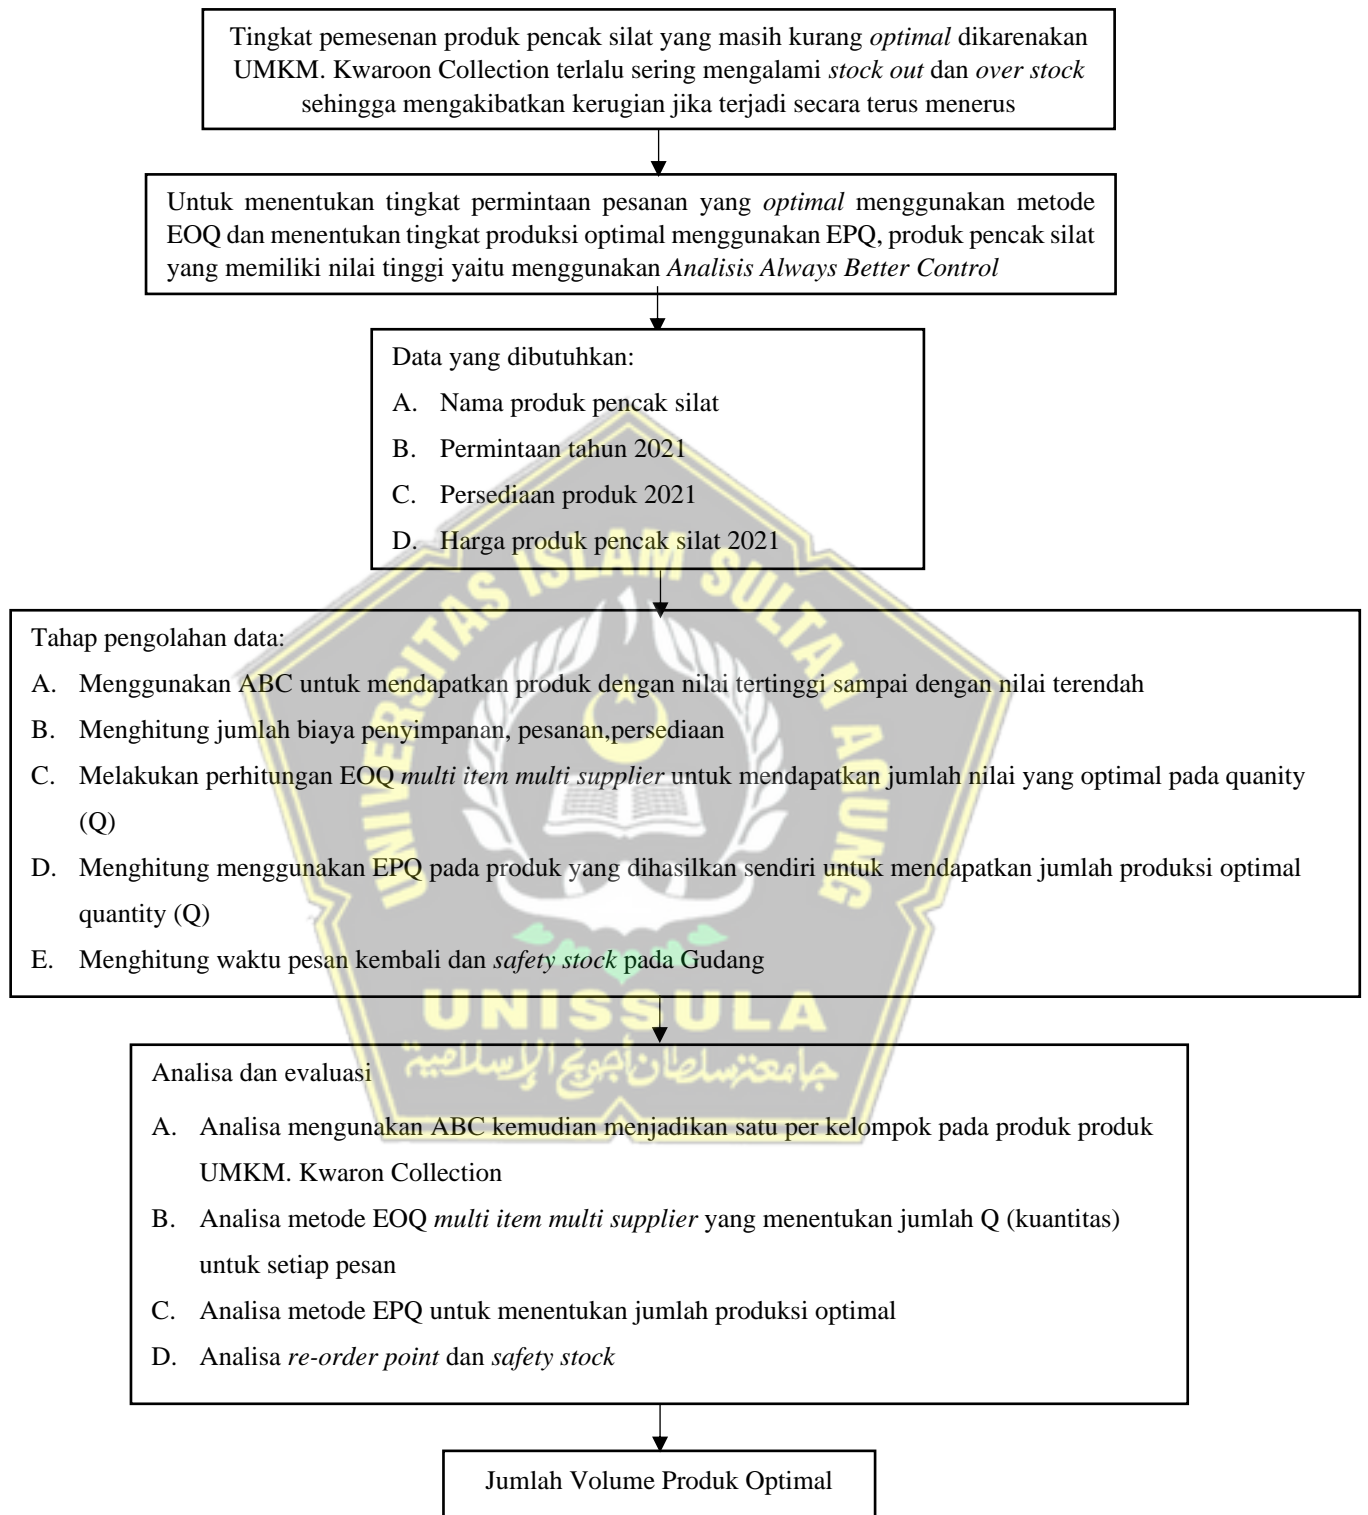 Tingkat pemesenan produk pencak silat yang masih kurang optimal dikarenakan
UMKM. Kwaroon Collection terlalu sering mengalami stock out dan over stock
sehingga mengakibatkan kerugian jika terjadi secara terus menerus
Untuk menentukan tingkat permintaan pesanan yang optimal menggunakan metode
EOQ dan menentukan tingkat produksi optimal menggunakan EPQ, produk pencak silat
yang memiliki nilai tinggi yaitu menggunakan Analisis Always Better Control
Data yang dibutuhkan:
A. Nama produk pencak silat
B. Permintaan tahun 2021
C. Persediaan produk 2021
D. Harga produk pencak silat 2021
Tahap pengolahan data:
A. Menggunakan ABC untuk mendapatkan produk dengan nilai tertinggi sampai dengan nilai terendah
B. Menghitung jumlah biaya penyimpanan, pesanan,persediaan
C. Melakukan perhitungan EOQ multi item multi supplier untuk mendapatkan jumlah nilai yang optimal pada quanity
(Q)
D. Menghitung menggunakan EPQ pada produk yang dihasilkan sendiri untuk mendapatkan jumlah produksi optimal
quantity (Q)
E. Menghitung waktu pesan kembali dan safety stock pada Gudang
Analisa dan evaluasi
A. Analisa mengunakan ABC kemudian menjadikan satu per kelompok pada produk produk
UMKM. Kwaron Collection
B. Analisa metode EOQ multi item multi supplier yang menentukan jumlah Q (kuantitas)
untuk setiap pesan
C. Analisa metode EPQ untuk menentukan jumlah produksi optimal
D. Analisa re-order point dan safety stock
Jumlah Volume Produk Optimal
UNIVERSITAS ISLAM SULTAN AGUNG
UNISSULA
جامعة سلطان أجونج الإسلامية